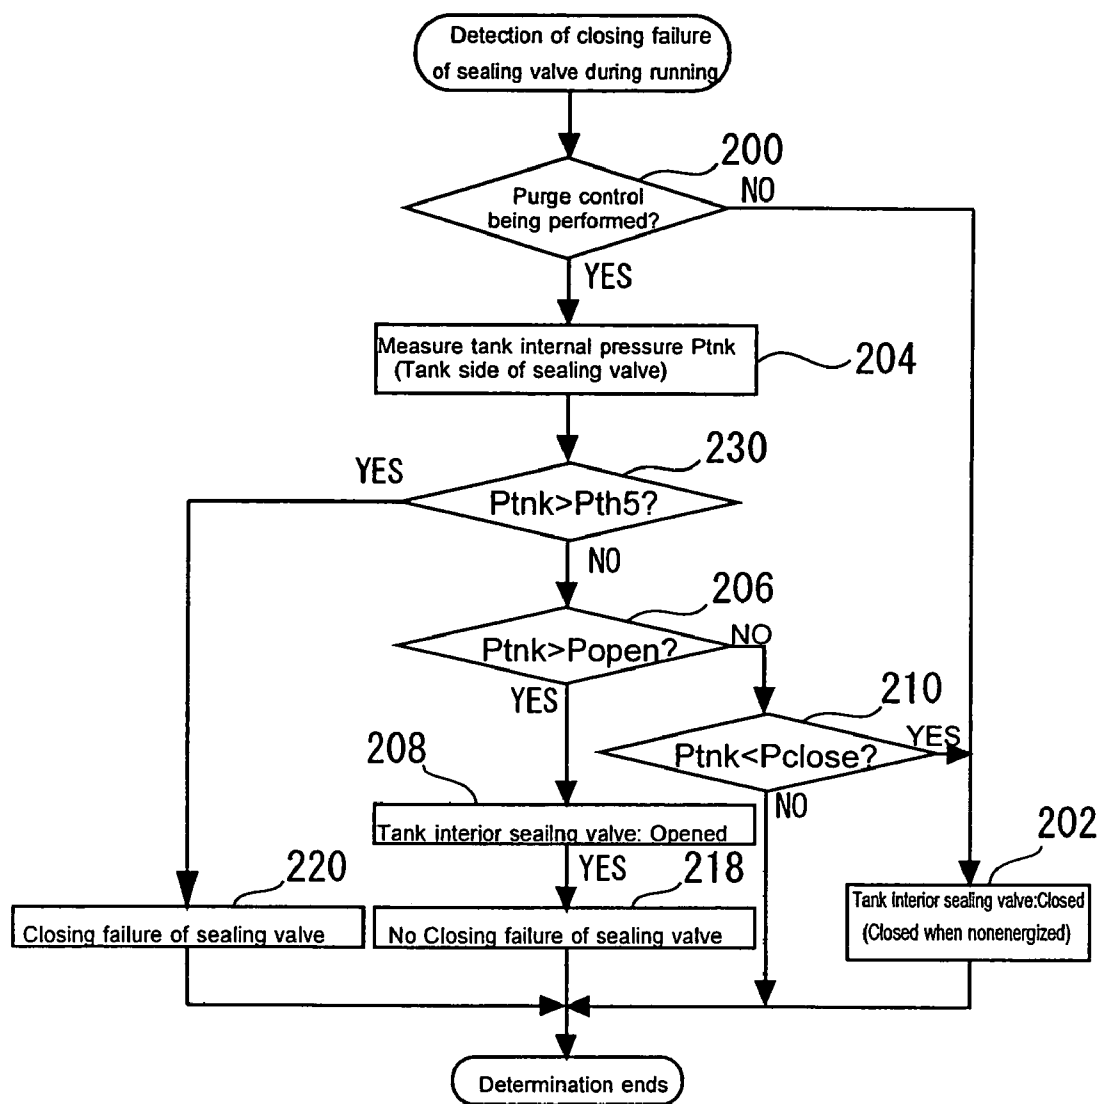 Detection of closing failure
of sealing valve during running
200
NO
Purge control
being performed?
YES
Measure tank internal pressure Ptnk
(Tank side of sealing valve)
204
230
YES
Ptnk>Pth5?
NO
206
Ptnk>Popen?
NO
YES
210
Ptnk<Pclose?
YES
208
NO
Tank interior seailng valve: Opened
202
YES
220
218
Tank interior sealing valve:Closed
(Closed when nonenergized)
Closing failure of sealing valve
No Closing failure of sealing valve
Determination ends